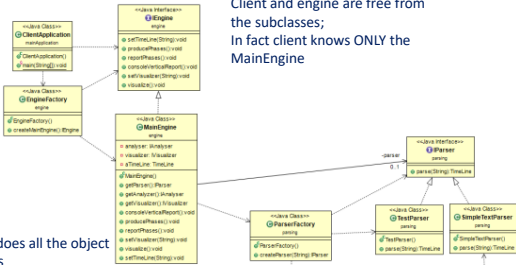 Client and engine are free from
the subclasses;
In fact client knows ONLY the
MainEngine
<<Java Class>>
ClientApplication
mainApplication
ClientApplication()
main(String[]):void
<<Java Interface>>
IEngine
engine
setTimeLine(String):void
producePhases():void
reportPhases():void
consoleVerticalReport():void
setVisualizer(String):void
visualize():void
<<Java Class>>
EngineFactory
engine
EngineFactory()
createMainEngine():IEngine
<<Java Class>>
MainEngine
engine
analyser: IAnalyser
visualizer: IVisualizer
aTimeLine: TimeLine
MainEngine()
getParser():IParser
getAnalyzer():IAnalyser
getVisualizer():IVisualizer
consoleVerticalReport():void
producePhases():void
reportPhases():void
setVisualizer(String):void
visualize():void
setTimeLine(String):void
-parser
0..1
<<Java Interface>>
IParser
parsing
parse(String):TimeLine
<<Java Class>>
ParserFactory
parsing
ParserFactory()
createParser(String):IParser
<<Java Class>>
TestParser
parsing
TestParser()
parse(String):TimeLine
<<Java Class>>
SimpleTextParser
parsing
SimpleTextParser()
parse(String):TimeLine
does all the object